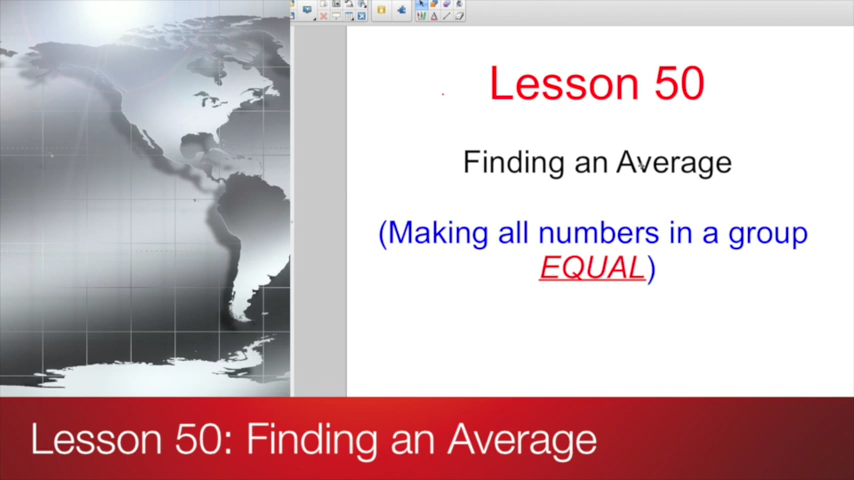 Lesson 50
Finding an Average
(Making all numbers in a group
EQUAL)
Lesson 50: Finding an Average